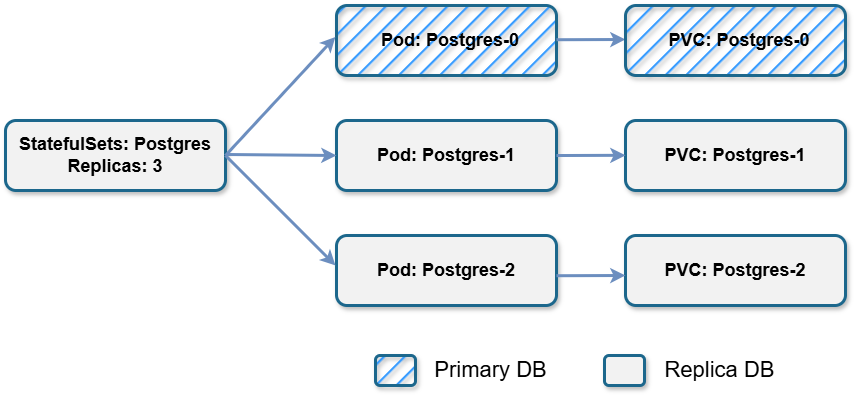 Pod: Postgres-0
PVC: Postgres-0
StatefulSets: Postgres
Replicas: 3
Pod: Postgres-1
PVC: Postgres-1
Pod: Postgres-2
PVC: Postgres-2
Primary DB
Replica DB